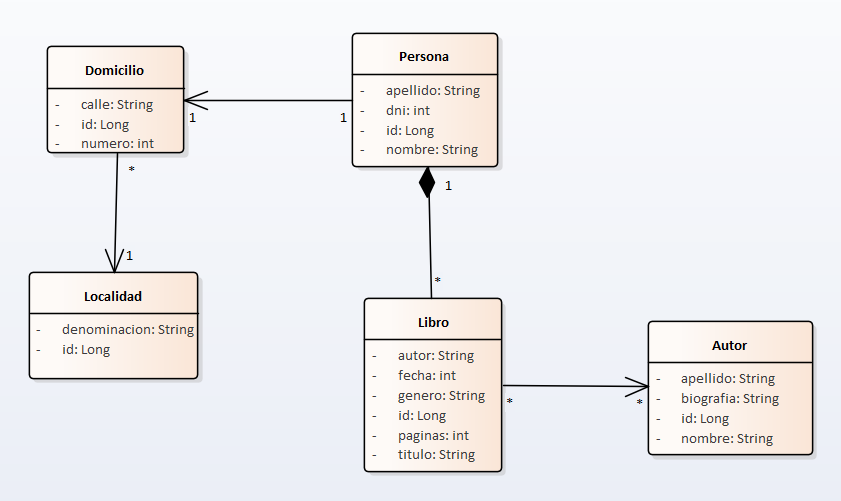 Domicilio
- calle: String
- id: Long
- numero: int
Persona
- apellido: String
- dni: int
- id: Long
- nombre: String
1
1
*
1
1
*
Localidad
- denominacion: String
- id: Long
Libro
- autor: String
- fecha: int
- genero: String
- id: Long
- paginas: int
- titulo: String
*
*
Autor
- apellido: String
- biografia: String
- id: Long
- nombre: String